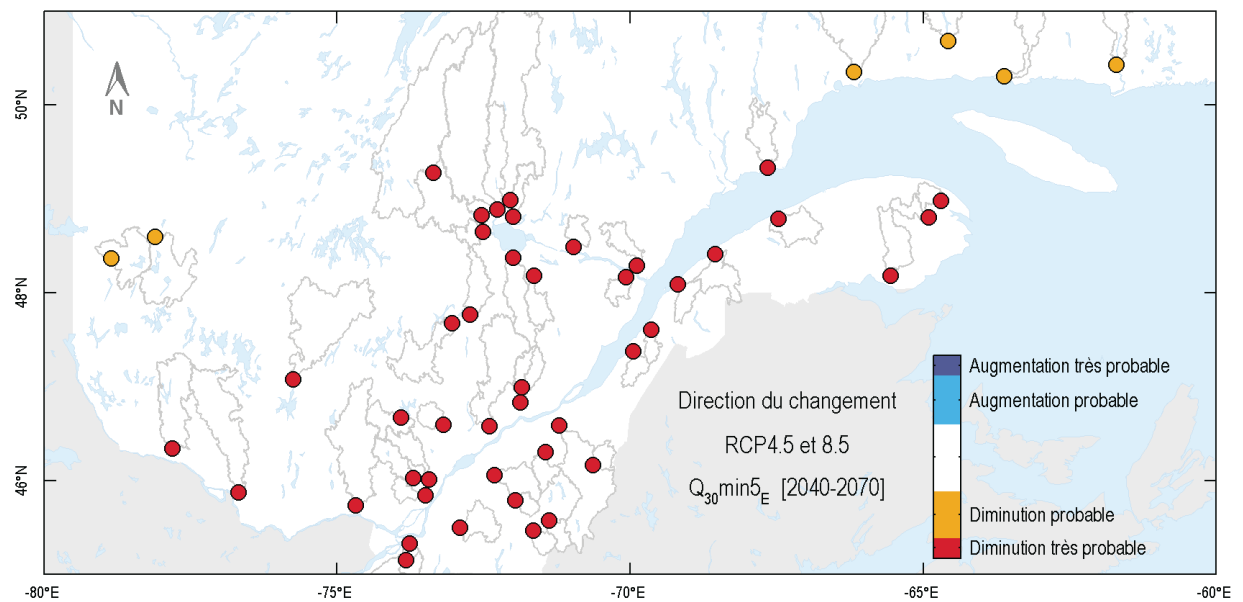 50°N
48°N
46°N
N
Direction du changement
RCP4.5 et 8.5
Q30min5E [2040-2070]
Augmentation très probable
Augmentation probable
Diminution probable
Diminution très probable
-80°E
-75°E
-70°E
-65°E
-60°E